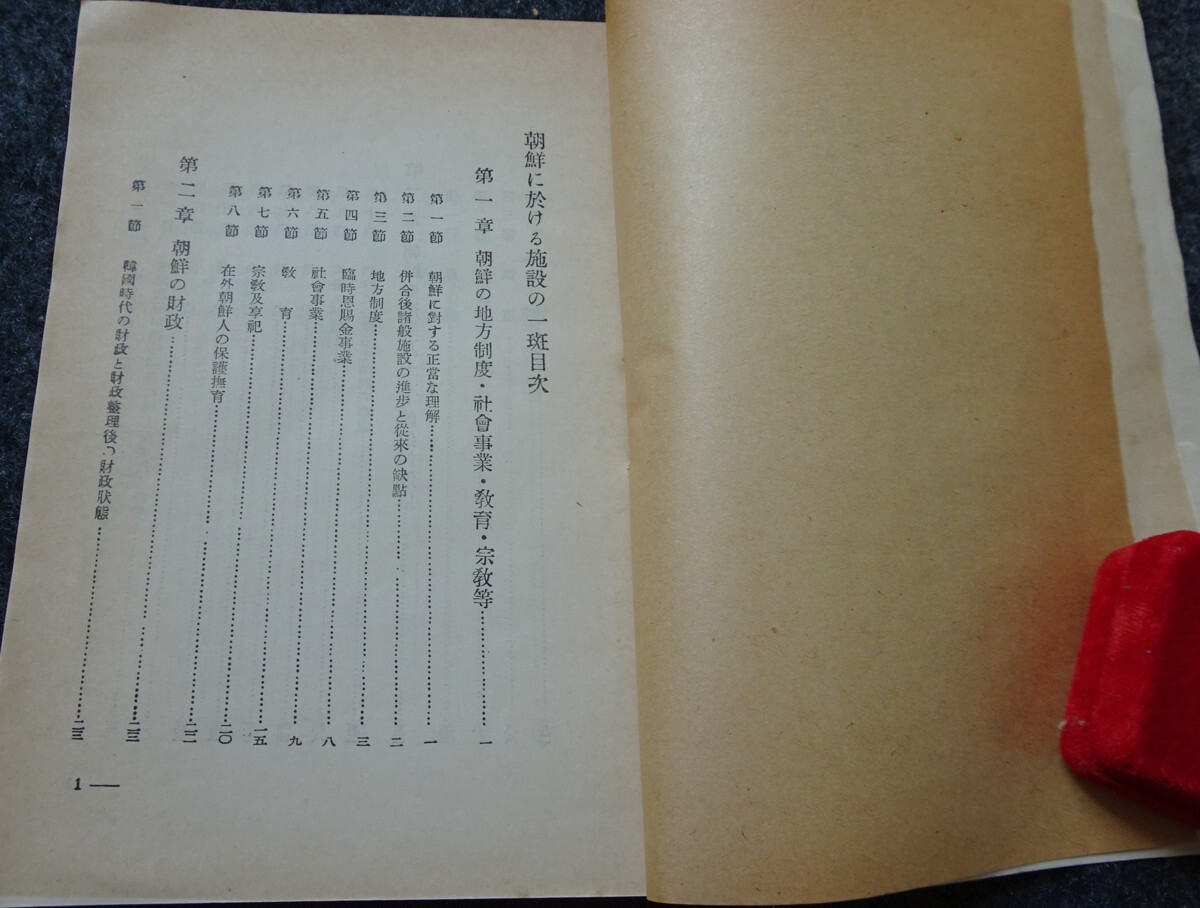 朝鮮に於ける施設の一斑目次
第一章 朝鮮の地方制度・社會事業・敎育・宗敎等………一
第一節 朝鮮に對する正當な理解………一
第二節 併合後諸般施設の進步と從來の缺點………二
第三節 地方制度………三
第四節 臨時恩賜金事業………
第五節 社會事業………八
第六節 敎育………九
第七節 宗敎及享祀………一五
第八節 在外朝鮮人の保護撫育………二〇
第二章 朝鮮の財政………二二
第一節 ………二三
韓國時代の財政と財政整理後の財政狀態………二三
1 —